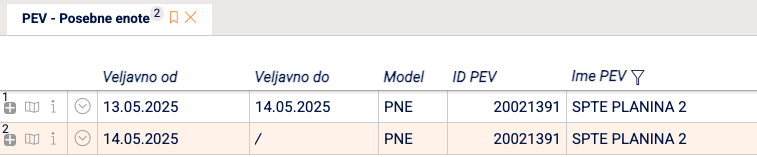 PEV - Posebne enote 2
Veljavno od Veljavno do Model ID PEV Ime PEV
1 13.05.2025 14.05.2025 PNE 20021391 SPTE PLANINA 2
2 14.05.2025 / PNE 20021391 SPTE PLANINA 2